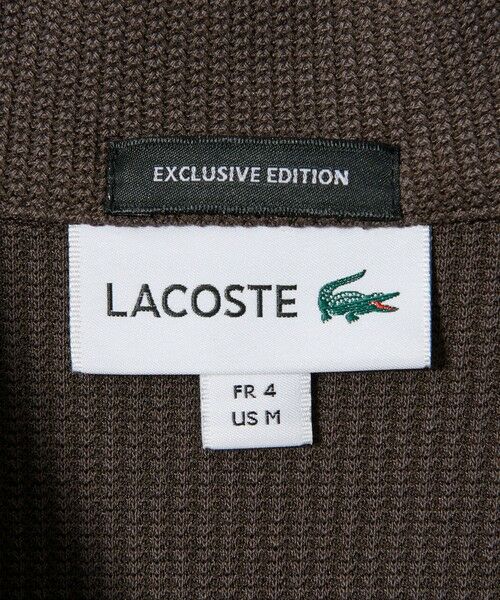 EXCLUSIVE EDITION
LACOSTE
FR 4
US M